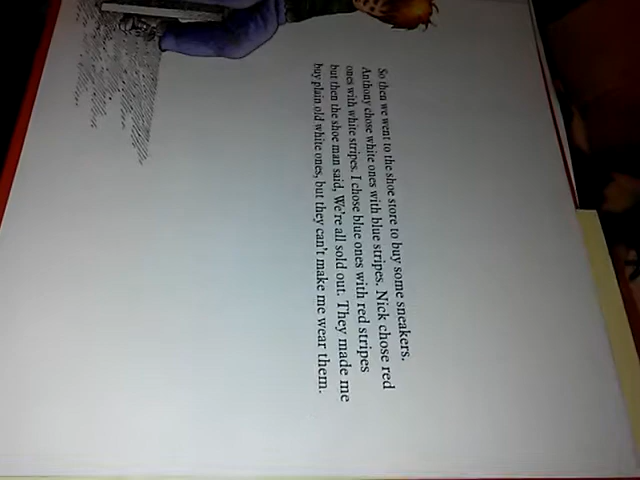 So then we went to the shoe store to buy some sneakers.
Anthony chose white ones with blue stripes. Nick chose red
ones with white stripes. I chose blue ones with red stripes
but then the shoe man said, We're all sold out. They made me
buy plain old white ones, but they can't make me wear them.